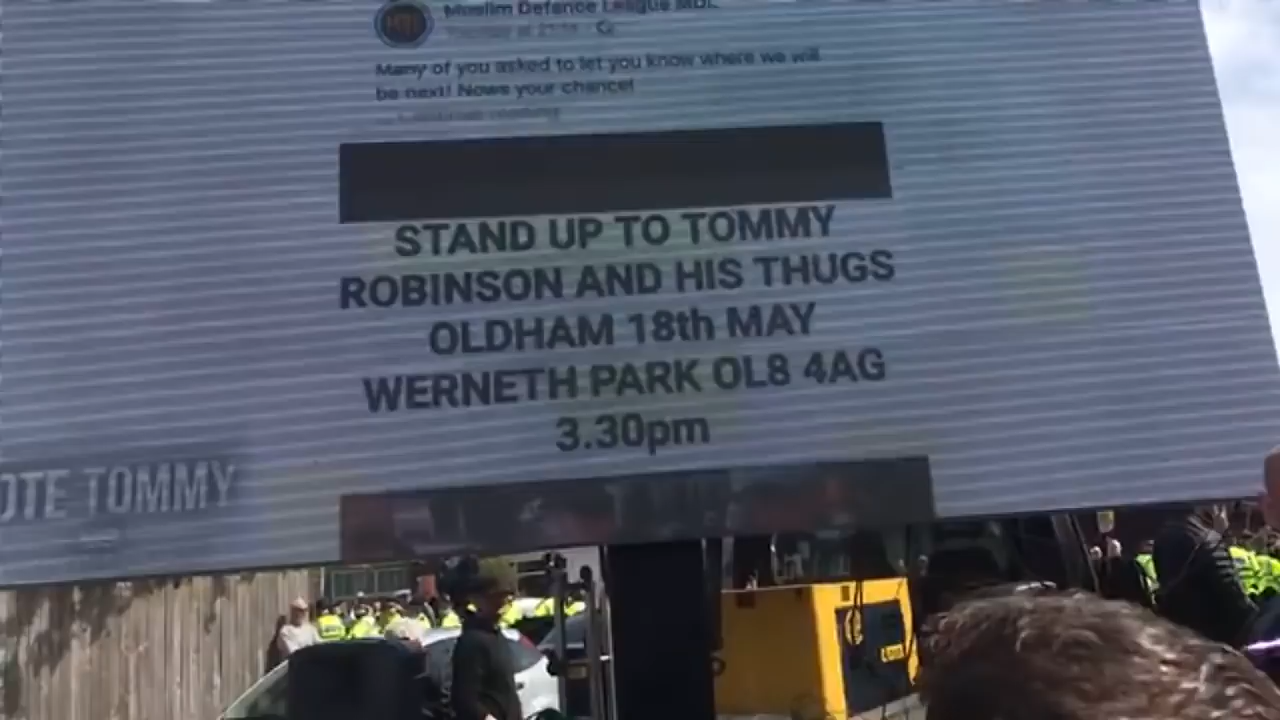 Muslim Defence League MDL
Many of you asked to let you know where we will
be next! Nows your chance!
STAND UP TO TOMMY
ROBINSON AND HIS THUGS
OLDHAM 18th MAY
WERNETH PARK OL8 4AG
3.30pm
OTE TOMMY